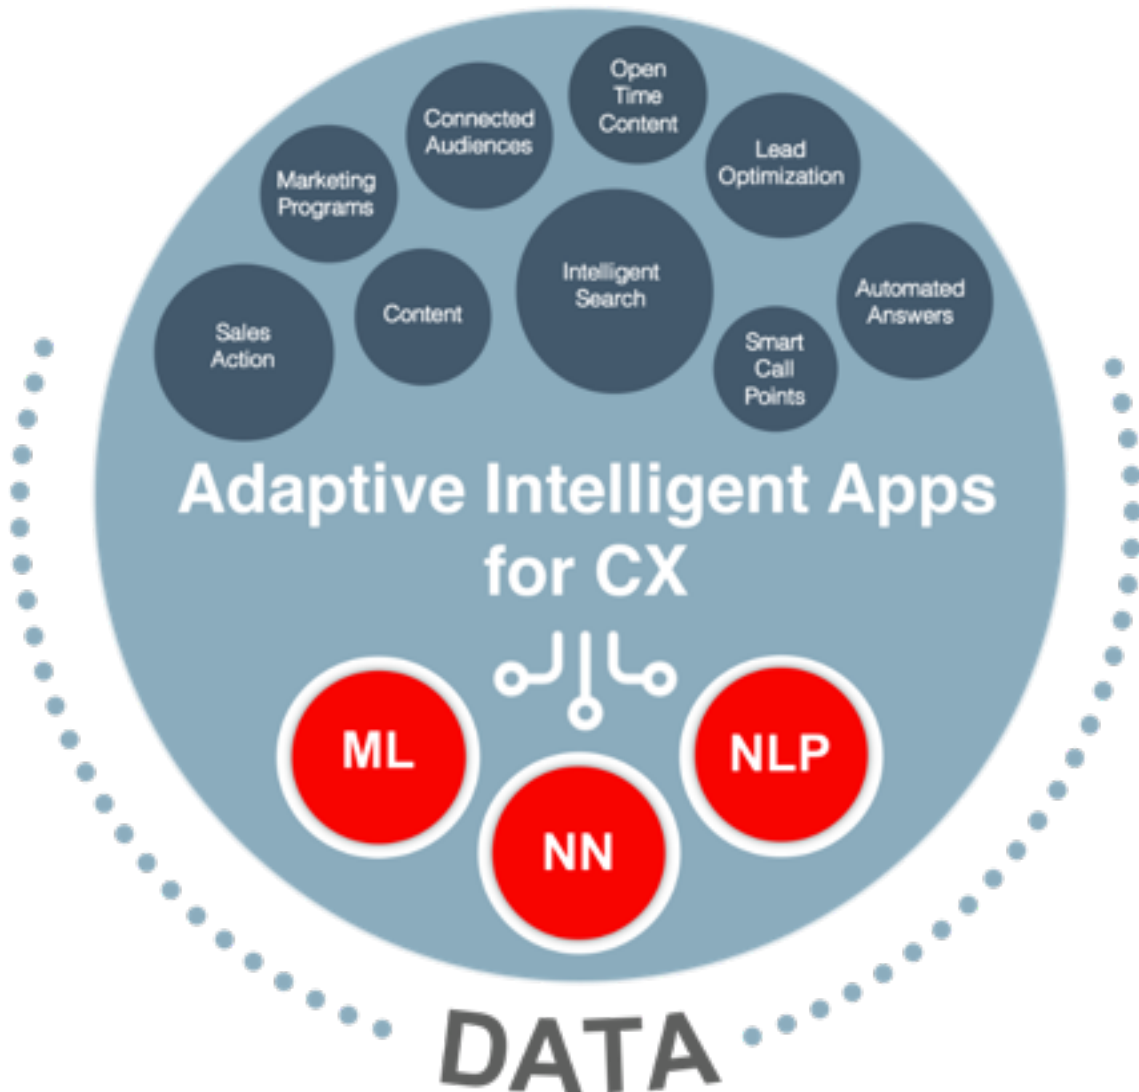 Open
Time
Content
Connected
Audiences
Lead
Optimization
Marketing
Programs
Intelligent
Search
Automated
Answers
Content
Sales
Action
Smart
Call
Points
Adaptive Intelligent Apps
for CX
ML
NLP
NN
DATA